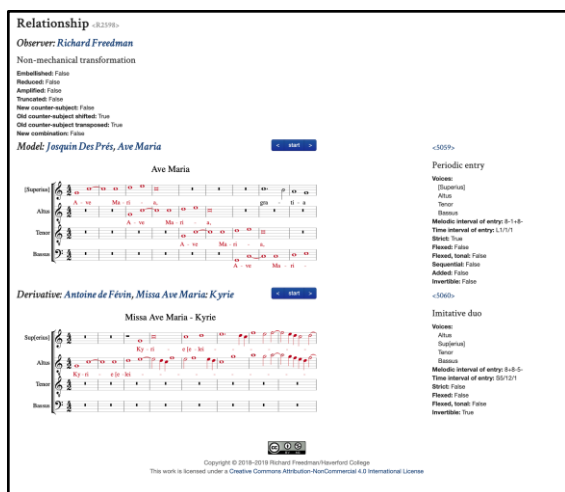 Relationship <R2598>
Observer: Richard Freedman
Non-mechanical transformation
Embellished: False
Reduced: False
Amplified: False
Truncated: False
New counter-subject: False
Old counter-subject shifted: True
Old counter-subject transposed: True
New combination: False
Model: Josquin Des Prés, Ave Maria
< start >
Ave Maria
[Superius]
A - ve Ma - ri - a, gra - ti - a
Altus
A - ve Ma - ri - a,
Tenor
A - ve Ma - ri - a,
Bassus
A - ve Ma - ri -
<5059>
Periodic entry
Voices:
[Superius]
Altus
Tenor
Bassus
Melodic interval of entry: 8-1+8-
Time interval of entry: L1/1/1
Strict: True
Flexed: False
Flexed, tonal: False
Sequential: False
Added: False
Invertible: False
Derivative: Antoine de Févin, Missa Ave Maria: Kyrie
< start >
Missa Ave Maria - Kyrie
Sup[erius]
Ky - ri - e [e - lei -
Altus
Ky - ri - e [e - lei -
Tenor
Bassus
<5060>
Imitative duo
Voices:
Altus
Sup[erius]
Tenor
Bassus
Melodic interval of entry: 8+8-5-
Time interval of entry: S5/12/1
Strict: False
Flexed: False
Flexed, tonal: False
Invertible: True
Copyright © 2018-2019 Richard Freedman/Haverford College
This work is licensed under a Creative Commons Attribution-NonCommercial 4.0 International License